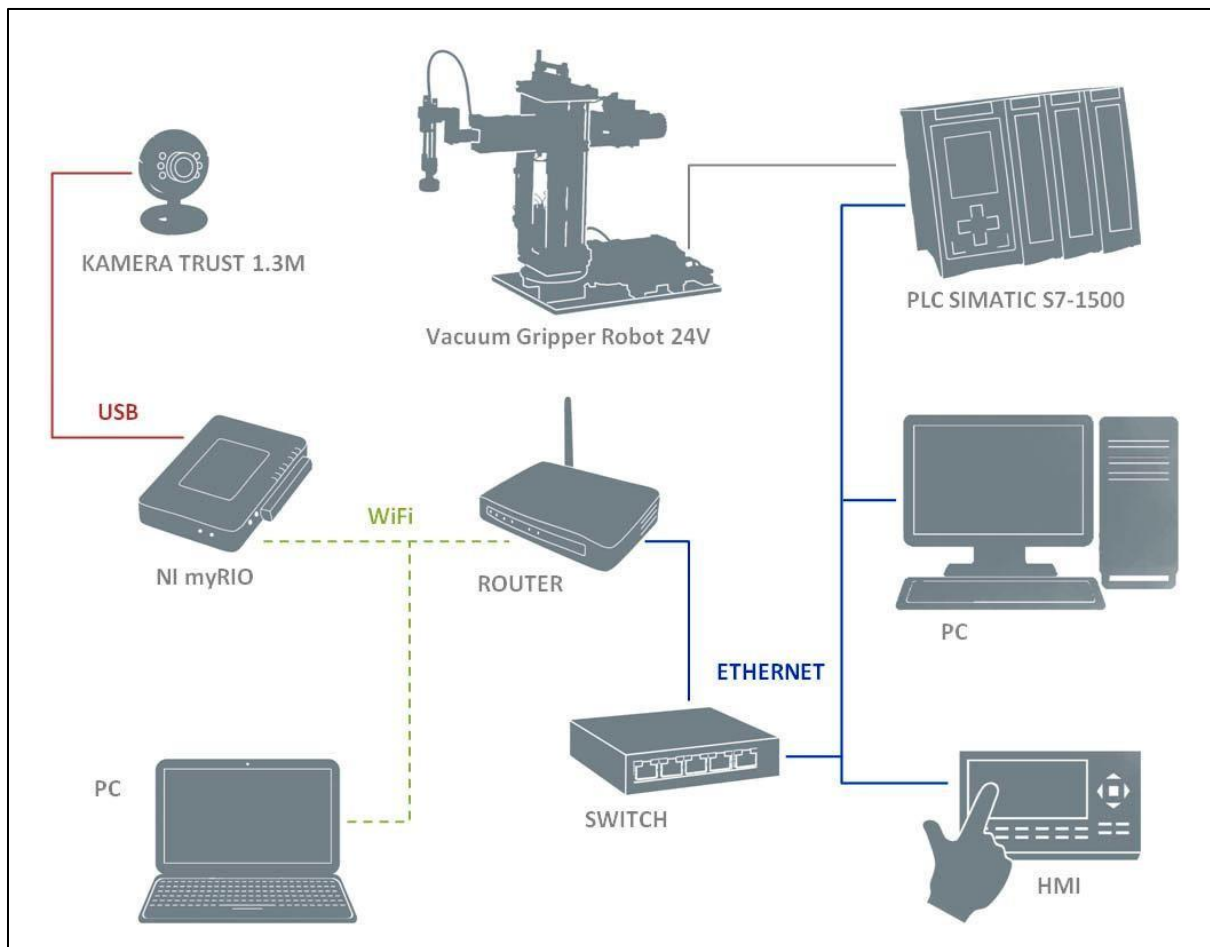 KAMERA TRUST 1.3M
Vacuum Gripper Robot 24V
PLC SIMATIC S7-1500
USB
NI myRIO
WiFi
ROUTER
PC
ETHERNET
PC
SWITCH
HMI